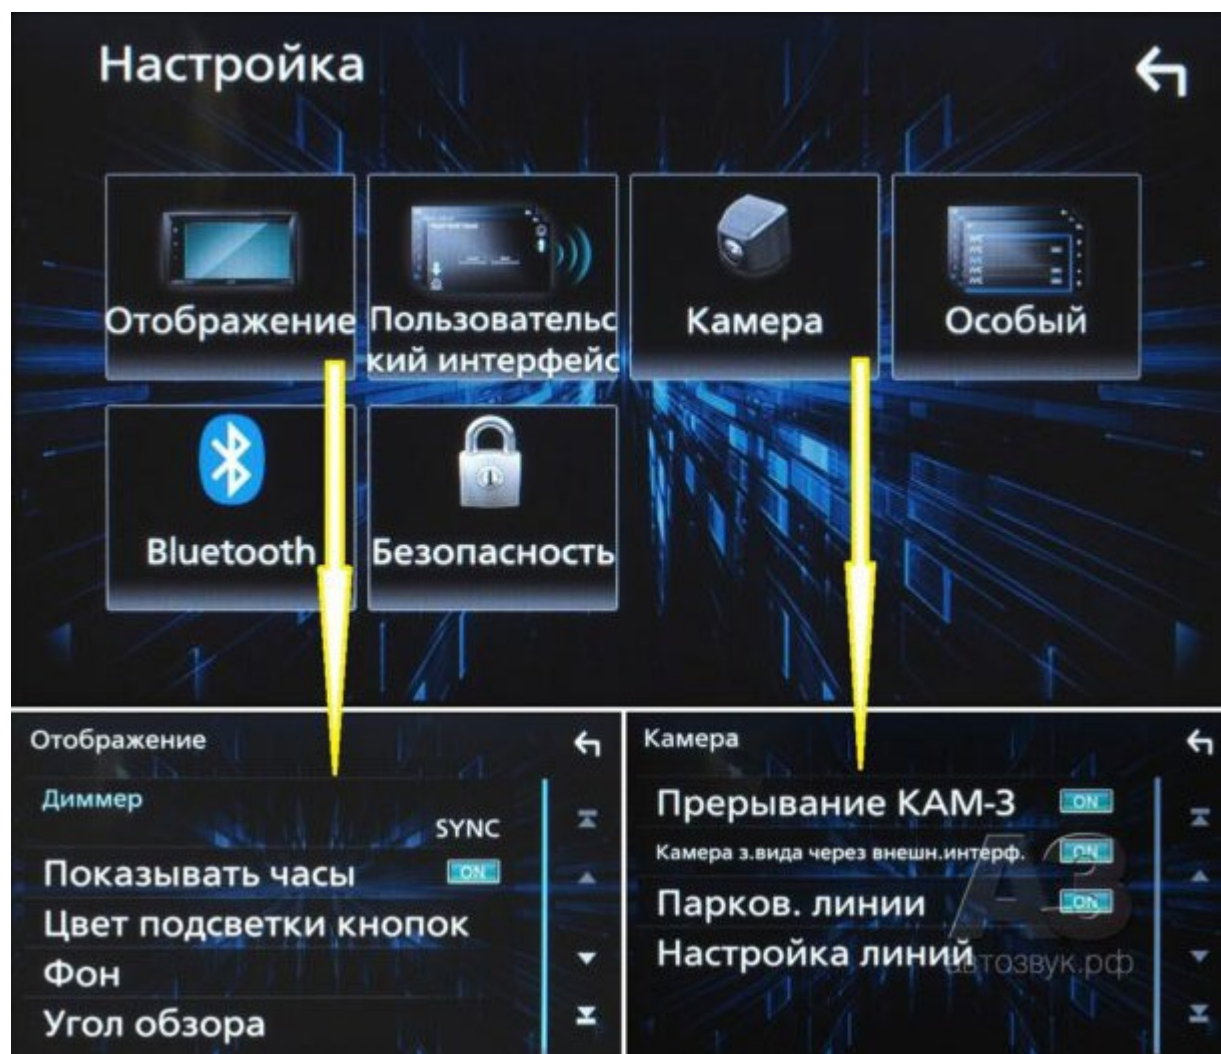 Настройка
Отображение
Пользовательс
кий интерфейс
Камера
Особый
Bluetooth
Безопасность
Отображение
Диммер
SYNC
Показывать часы
ON
Цвет подсветки кнопок
Фон
Угол обзора
Камера
Прерывание КАМ-3
ON
Камера з.вида через внешн.интерф.
ON
Парков. линии
ON
Настройка линий
АЗ
автозвук.рф